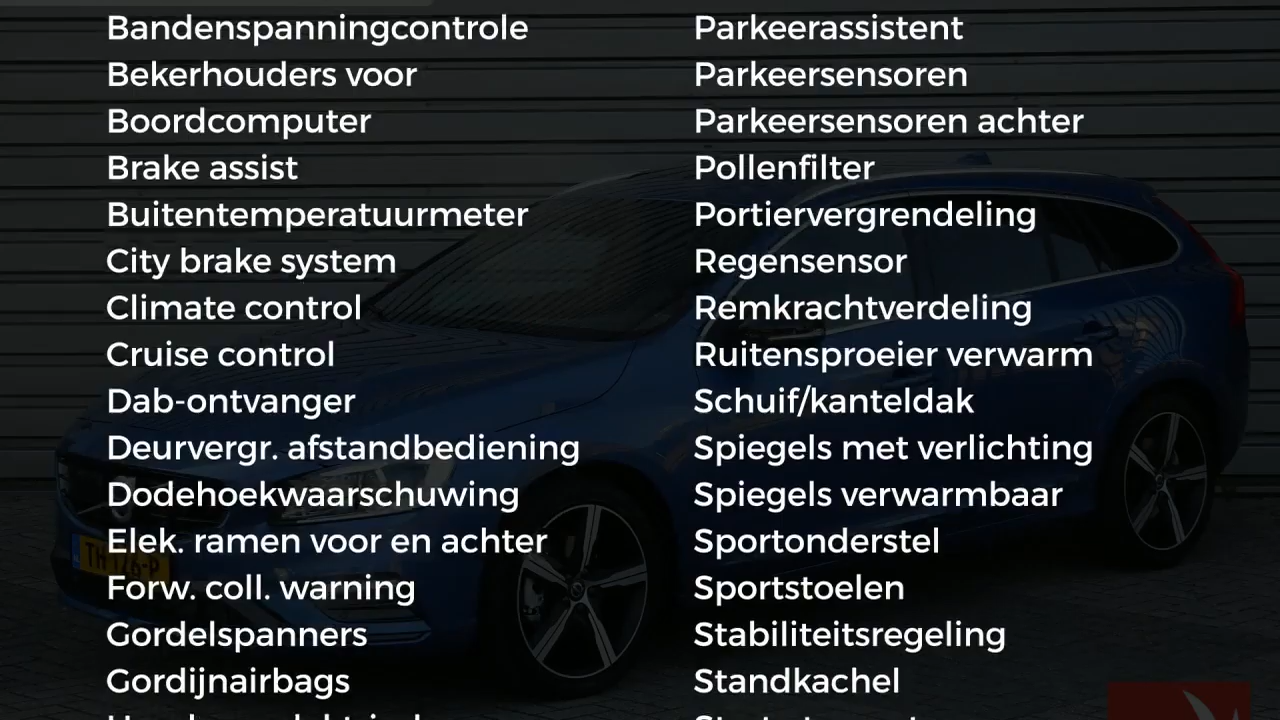 Bandenspanningcontrole
Bekerhouders voor
Boordcomputer
Brake assist
Buitentemperatuurmeter
City brake system
Climate control
Cruise control
Dab-ontvanger
Deurvergr. afstandbediening
Dodehoekwaarschuwing
Elek. ramen voor en achter
Forw. coll. warning
Gordelspanners
Gordijnairbags
Parkeerassistent
Parkeersensoren
Parkeersensoren achter
Pollenfilter
Portiervergrendeling
Regensensor
Remkrachtverdeling
Ruitensproeier verwarm
Schuif/kanteldak
Spiegels met verlichting
Spiegels verwarmbaar
Sportonderstel
Sportstoelen
Stabiliteitsregeling
Standkachel